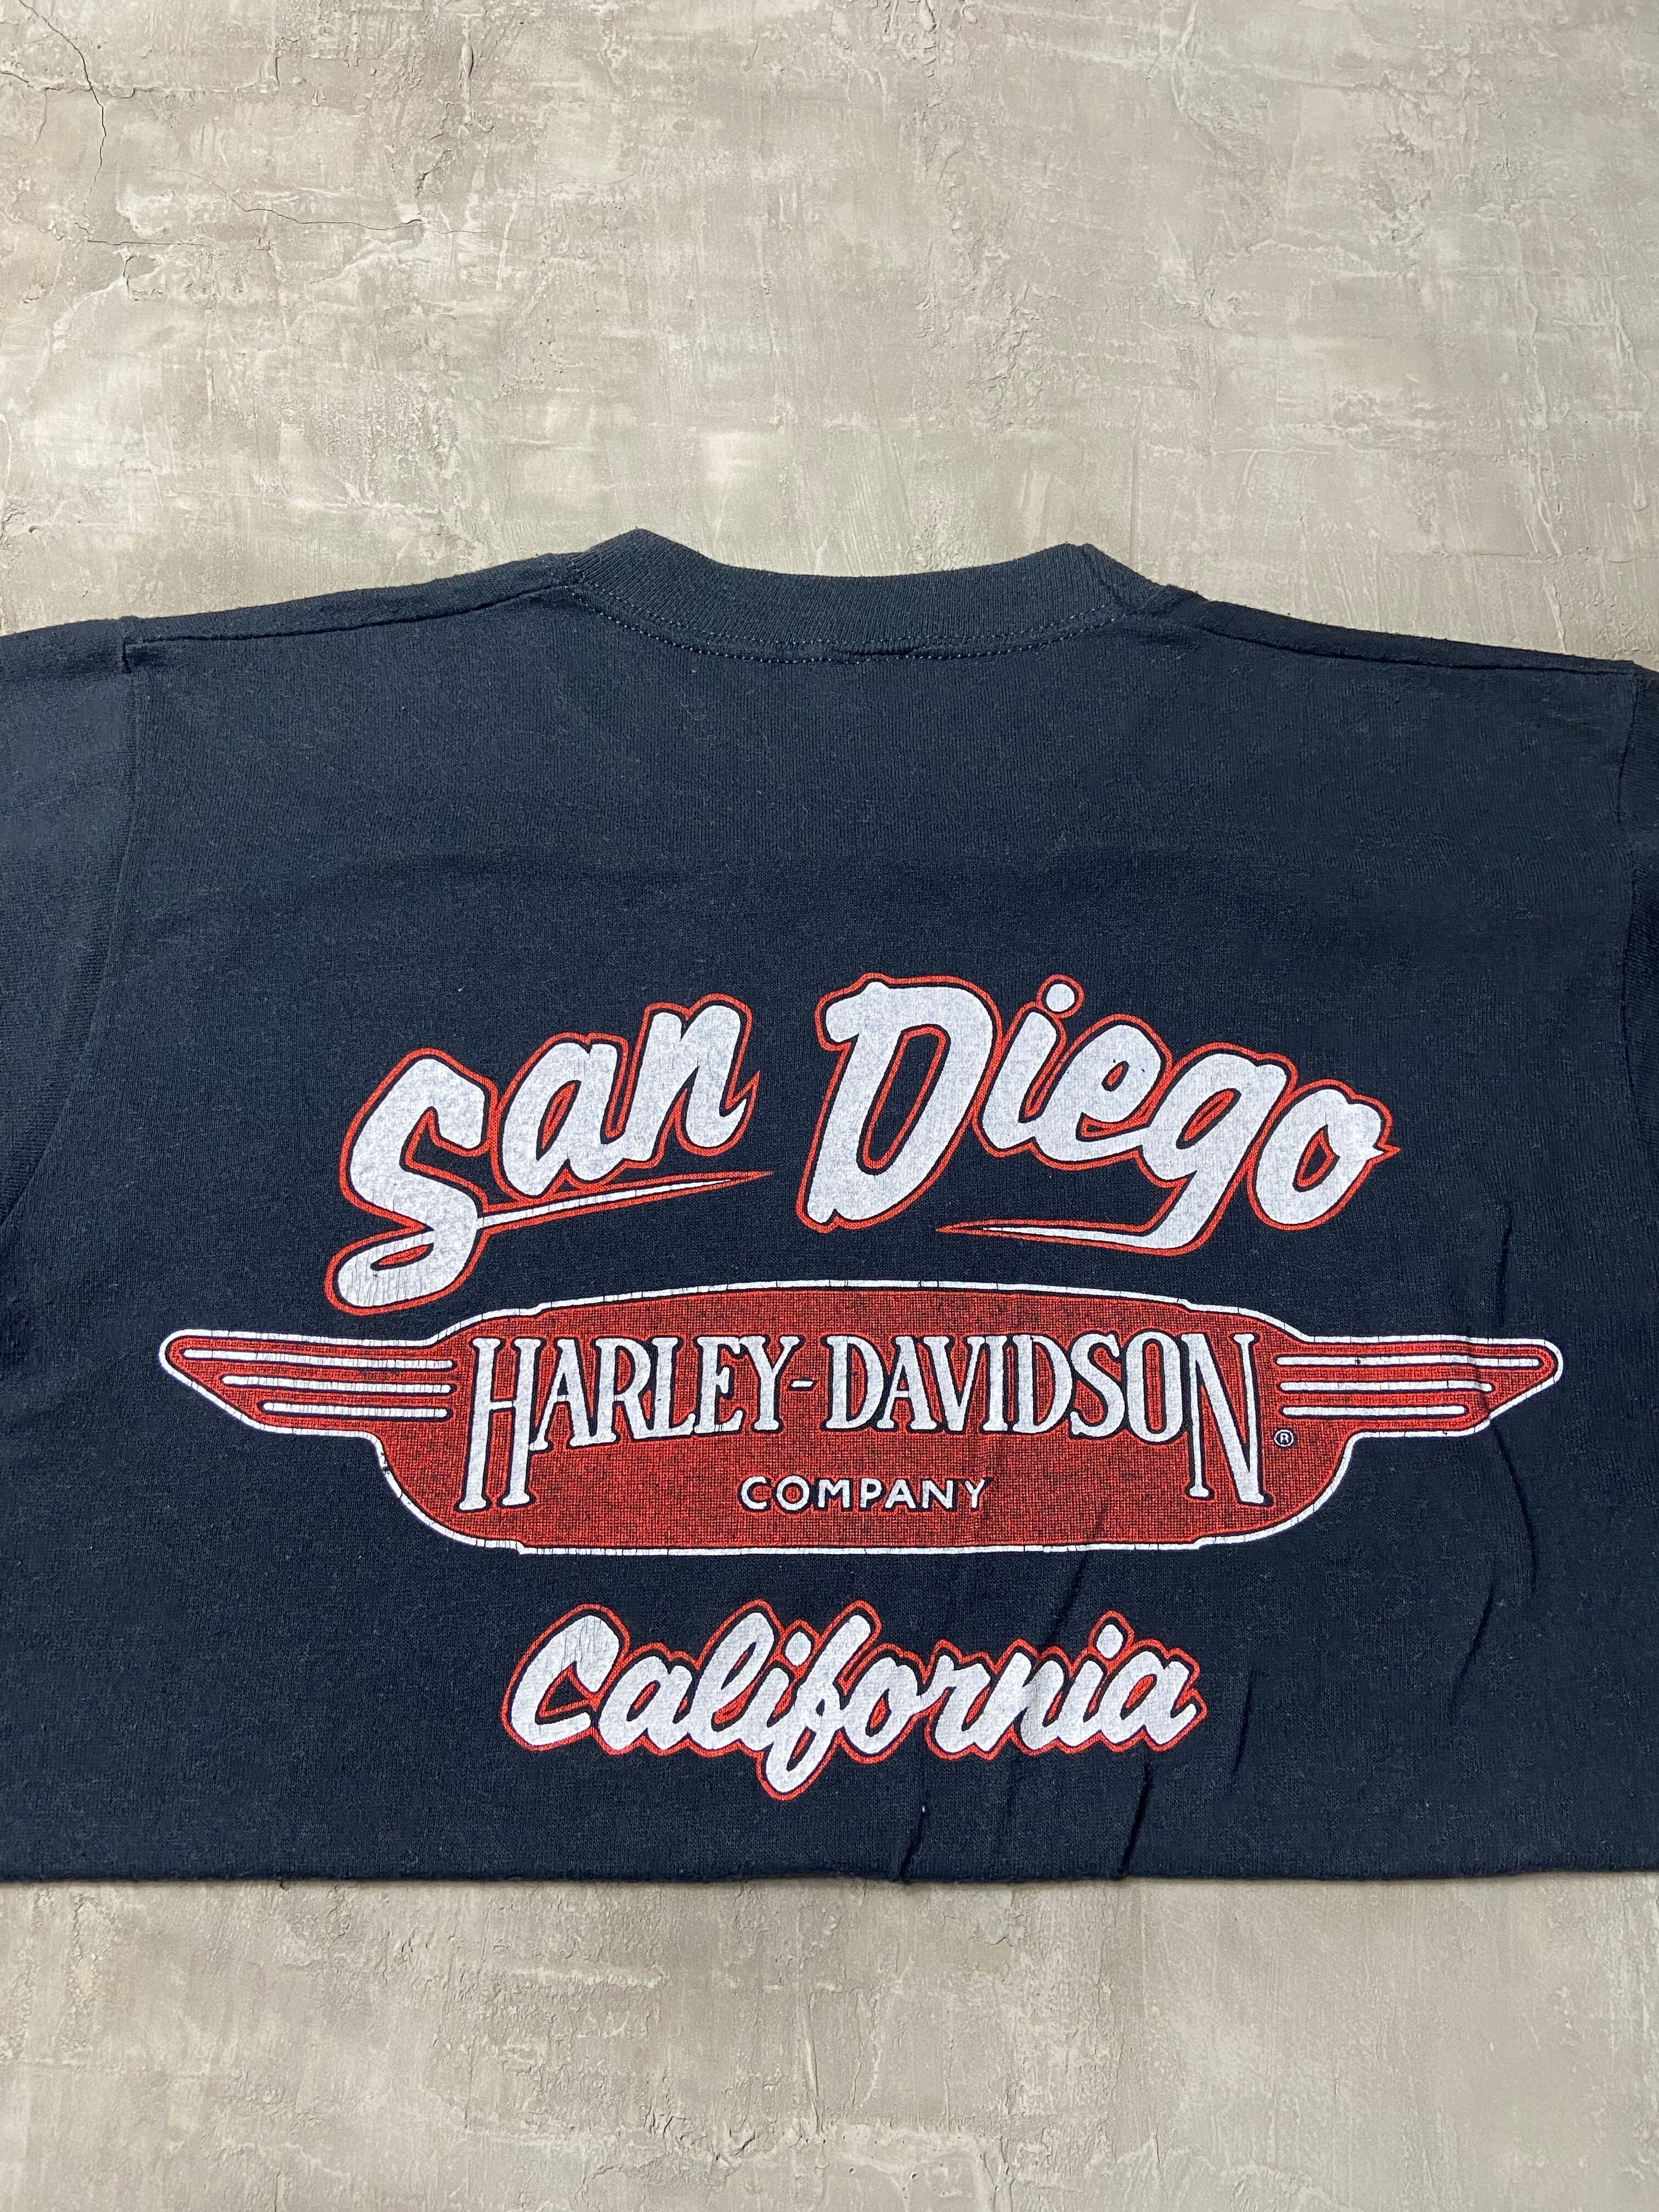 San Diego
HARLEY-DAVIDSON ®
COMPANY
California